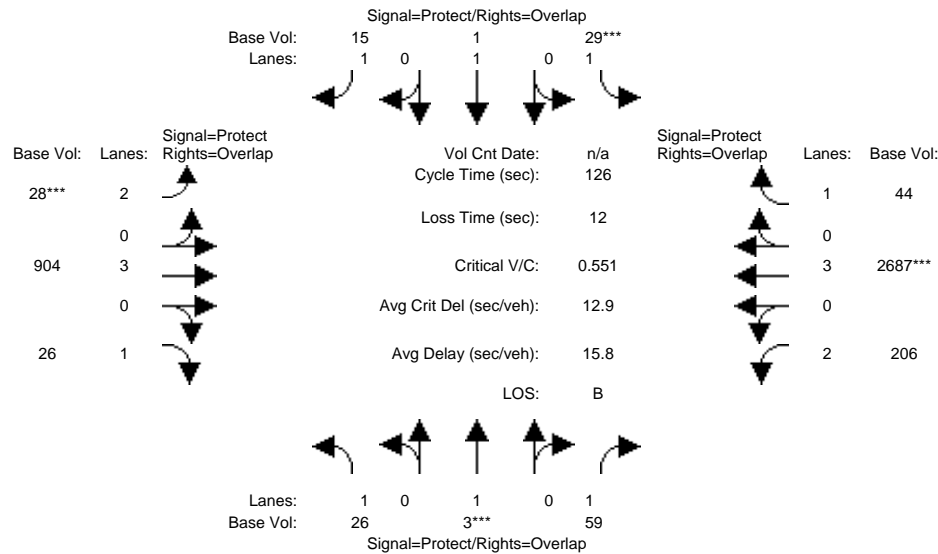 Signal=Protect/Rights=Overlap
Base Vol: 15 1 29***
Lanes: 1 0 1 0 1
Signal=Protect
Rights=Overlap
Signal=Protect
Rights=Overlap
Base Vol: Lanes: Vol Cnt Date: n/a Lanes: Base Vol:
Cycle Time (sec): 126
28*** 2 1 44
Loss Time (sec): 12
0 0
904 3 Critical V/C: 0.551 3 2687***
0 Avg Crit Del (sec/veh): 12.9 0
26 1 Avg Delay (sec/veh): 15.8 2 206
LOS: B
Lanes: 1 0 1 0 1
Base Vol: 26 3*** 59
Signal=Protect/Rights=Overlap